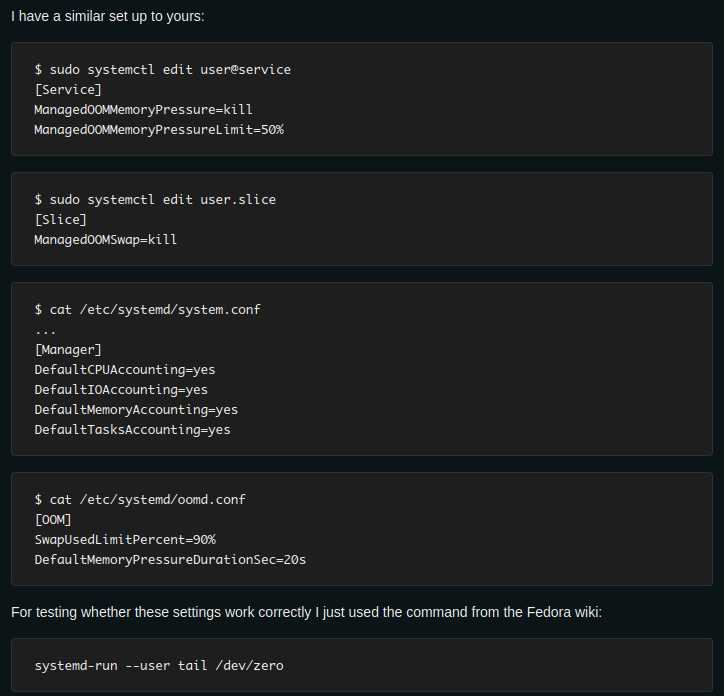 I have a similar set up to yours:
$ sudo systemctl edit user@service
[Service]
ManagedOOMMemoryPressure=kill
ManagedOOMMemoryPressureLimit=50%
$ sudo systemctl edit user.slice
[Slice]
ManagedOOMSwap=kill
$ cat /etc/systemd/system.conf
...
[Manager]
DefaultCPUAccounting=yes
DefaultIOAccounting=yes
DefaultMemoryAccounting=yes
DefaultTasksAccounting=yes
$ cat /etc/systemd/oomd.conf
[OOM]
SwapUsedLimitPercent=90%
DefaultMemoryPressureDurationSec=20s
For testing whether these settings work correctly I just used the command from the Fedora wiki:
systemd-run --user tail /dev/zero